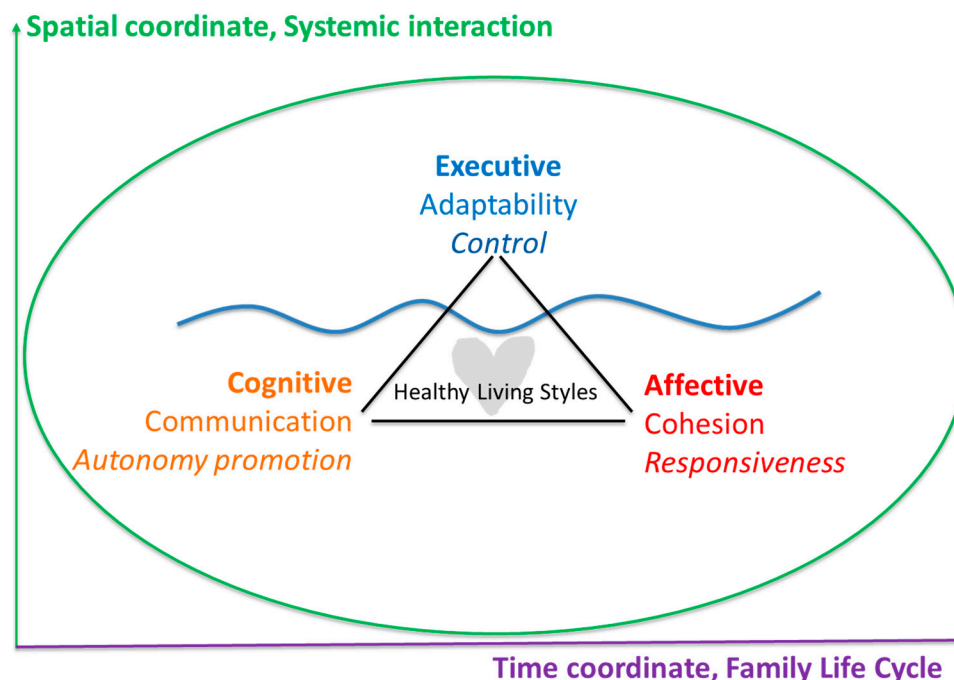 Spatial coordinate, Systemic interaction
Executive
Adaptability
Control
Cognitive
Communication
Autonomy promotion
Healthy Living Styles
Affective
Cohesion
Responsiveness
Time coordinate, Family Life Cycle